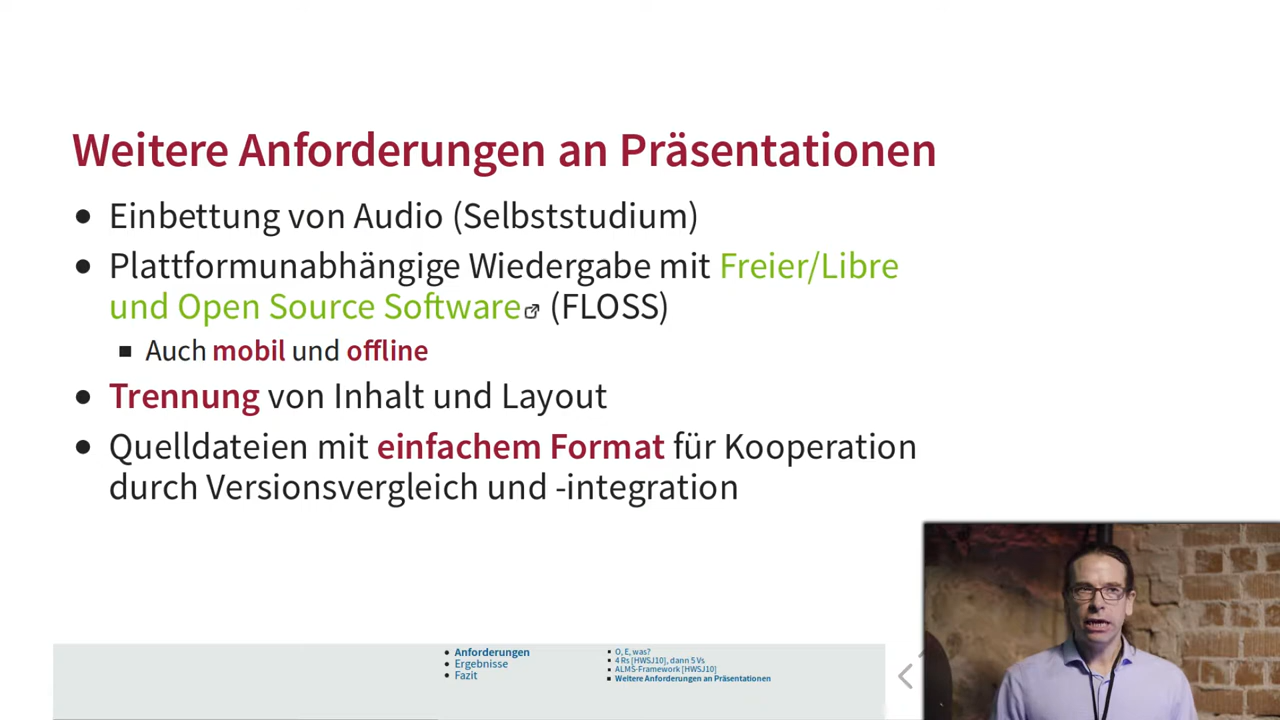 Weitere Anforderungen an Präsentationen
• Einbettung von Audio (Selbststudium)
• Plattformunabhängige Wiedergabe mit Freier/Libre
und Open Source Software (FLOSS)
▪ Auch mobil und offline
• Trennung von Inhalt und Layout
• Quelldateien mit einfachem Format für Kooperation
durch Versionsvergleich und -integration
• Anforderungen
• Ergebnisse
• Fazit
▪ O, E, was?
▪ 4 Rs [HWSJ10], dann 5 Vs
▪ ALMS-Framework [HWSJ10]
▪ Weitere Anforderungen an Präsentationen